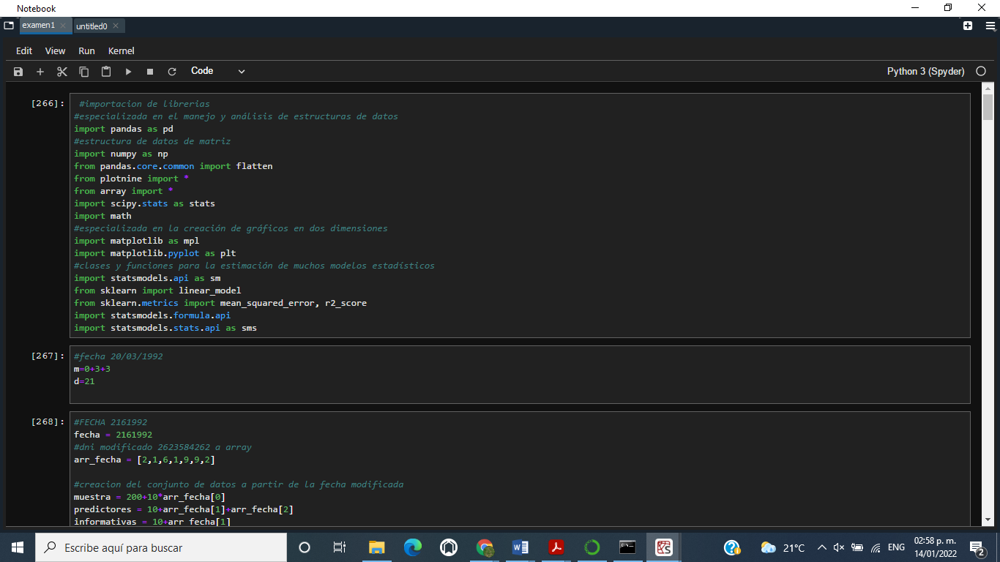 Notebook
examen1 untitled0
Edit View Run Kernel
Code
Python 3 (Spyder)
[266]:
#importacion de librerias
#especializada en el manejo y análisis de estructuras de datos
import pandas as pd
#estructura de datos de matriz
import numpy as np
from pandas.core.common import flatten
from plotnine import *
from array import *
import scipy.stats as stats
import math
#especializada en la creación de gráficos en dos dimensiones
import matplotlib as mpl
import matplotlib.pyplot as plt
#clases y funciones para la estimación de muchos modelos estadísticos
import statsmodels.api as sm
from sklearn import linear_model
from sklearn.metrics import mean_squared_error, r2_score
import statsmodels.formula.api
import statsmodels.stats.api as sms
[267]:
#fecha 20/03/1992
m=0+3+3
d=21
[268]:
#FECHA 2161992
fecha = 2161992
#dni modificado 2623584262 a array
arr_fecha = [2,1,6,1,9,9,2]
#creacion del conjunto de datos a partir de la fecha modificada
muestra = 200+10*arr_fecha[0]
predictores = 10+arr_fecha[1]+arr_fecha[2]
informativas = 10+arr_fecha[1]
Escribe aquí para buscar
21°C
ENG
02:58 p. m.
14/01/2022
2